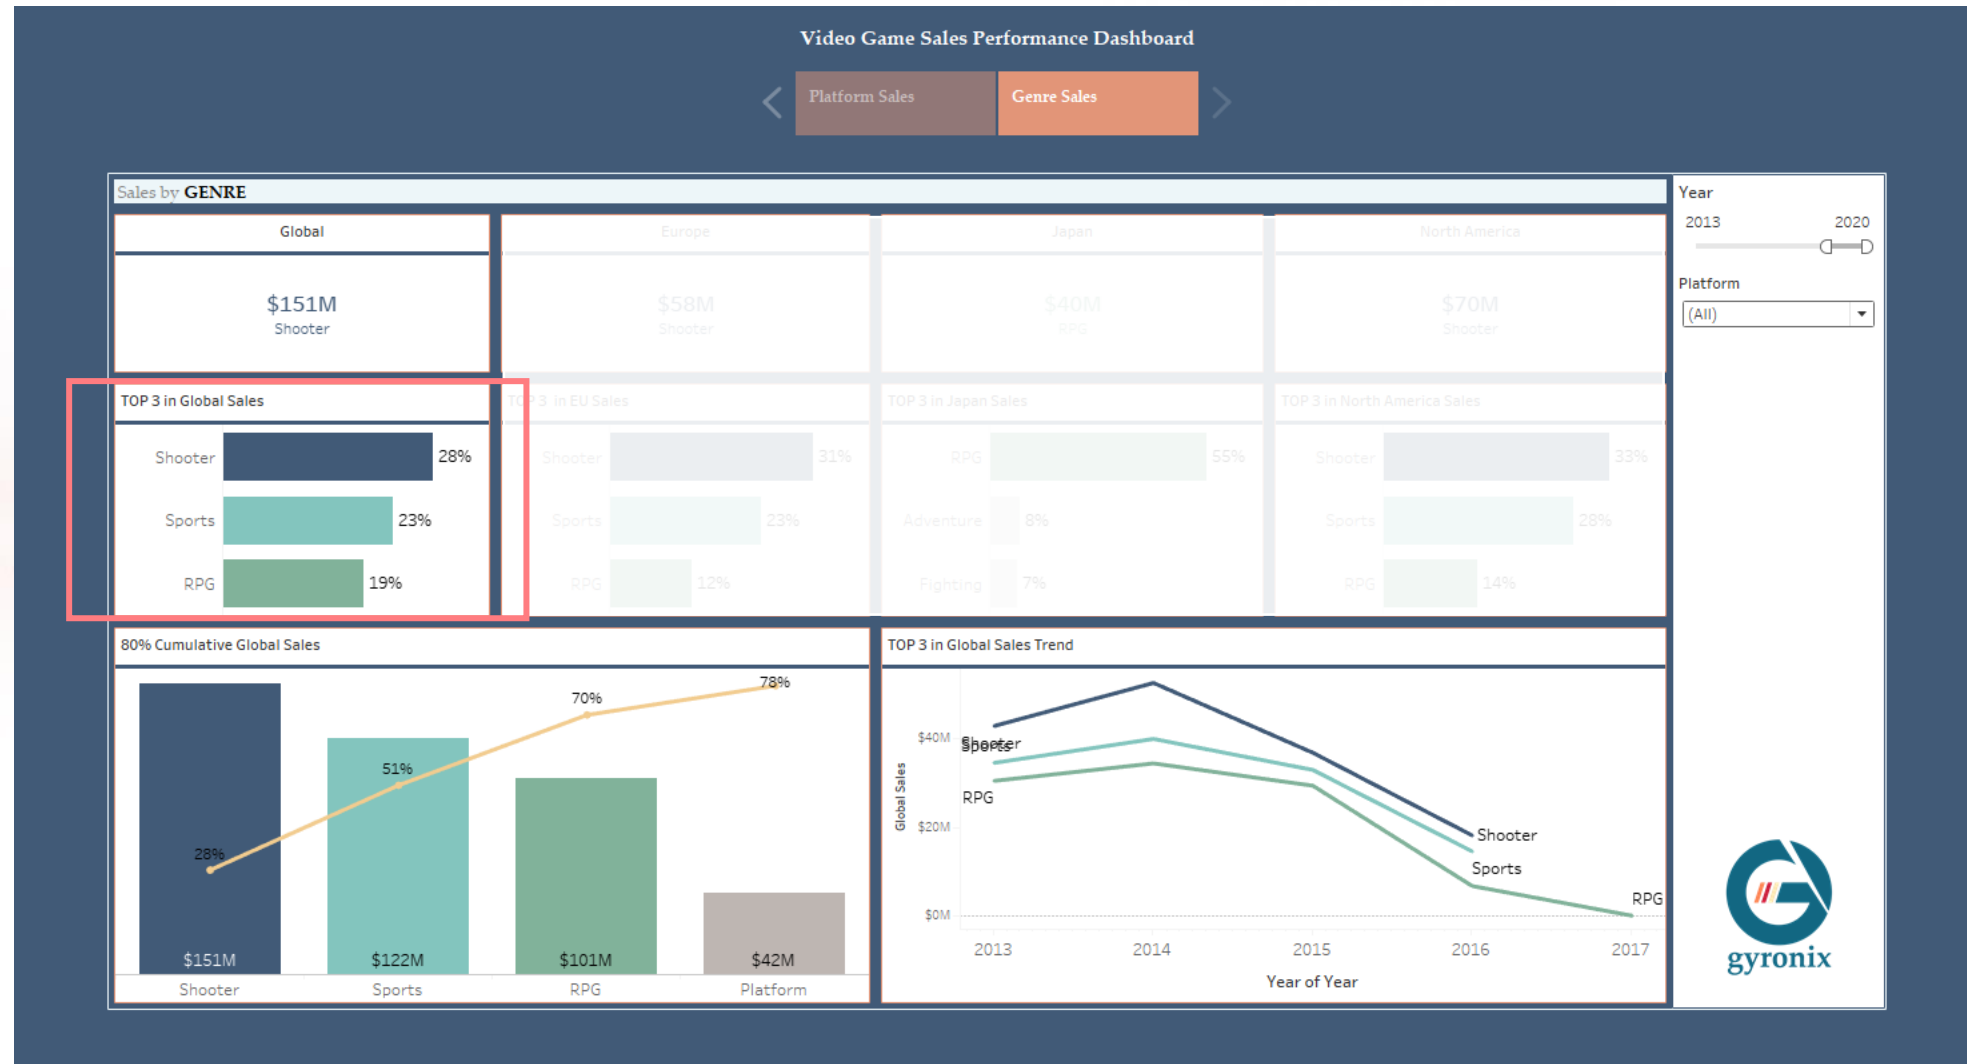 Video Game Sales Performance Dashboard
Platform Sales
Genre Sales
Sales by GENRE
Global
Europe
Japan
North America
$151M
Shooter
$58M
Shooter
$40M
RPG
$70M
Shooter
TOP 3 in Global Sales
Shooter 28%
Sports 23%
RPG 19%
TOP 3 in EU Sales
Shooter 31%
Sports 23%
RPG 12%
TOP 3 in Japan Sales
RPG 55%
Adventure 8%
Fighting 7%
TOP 3 in North America Sales
Shooter 33%
Sports 28%
RPG 14%
80% Cumulative Global Sales
28%
51%
70%
78%
$151M
$122M
$101M
$42M
Shooter
Sports
RPG
Platform
TOP 3 in Global Sales Trend
Global Sales
$40M
$20M
$0M
Shooter
Sports
RPG
Shooter
Sports
RPG
2013
2014
2015
2016
2017
Year of Year
Year
2013
2020
Platform
(All)
gyronix